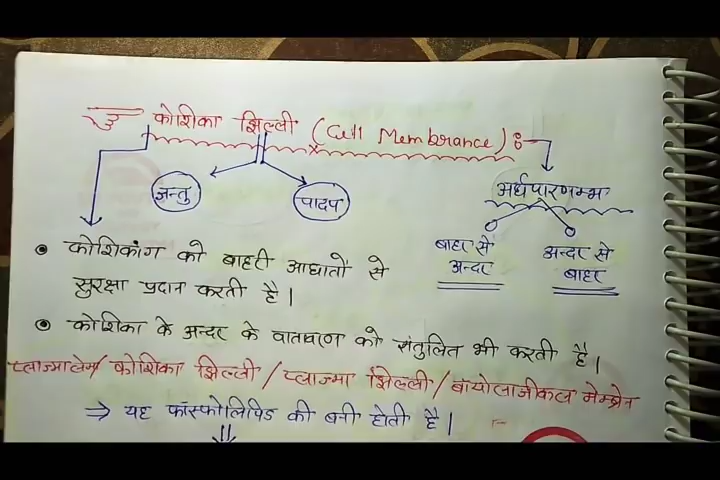 कोशिका झिल्ली (Cell Membrance) :
जन्तु
पादप
अर्धपारगम्य
बाहर से
अन्दर
अन्दर से
बाहर
• कोशिकांग को बाहरी आघातों से
सुरक्षा प्रदान करती है।
• कोशिका के अन्दर के वातावरण को संतुलित भी करती है।
प्लाज्मालेमा/कोशिका झिल्ली/प्लाज्मा झिल्ली/बायोलाजीकल मेम्ब्रेन
⇒ यह फॉस्फोलिपिड की बनी होती है।